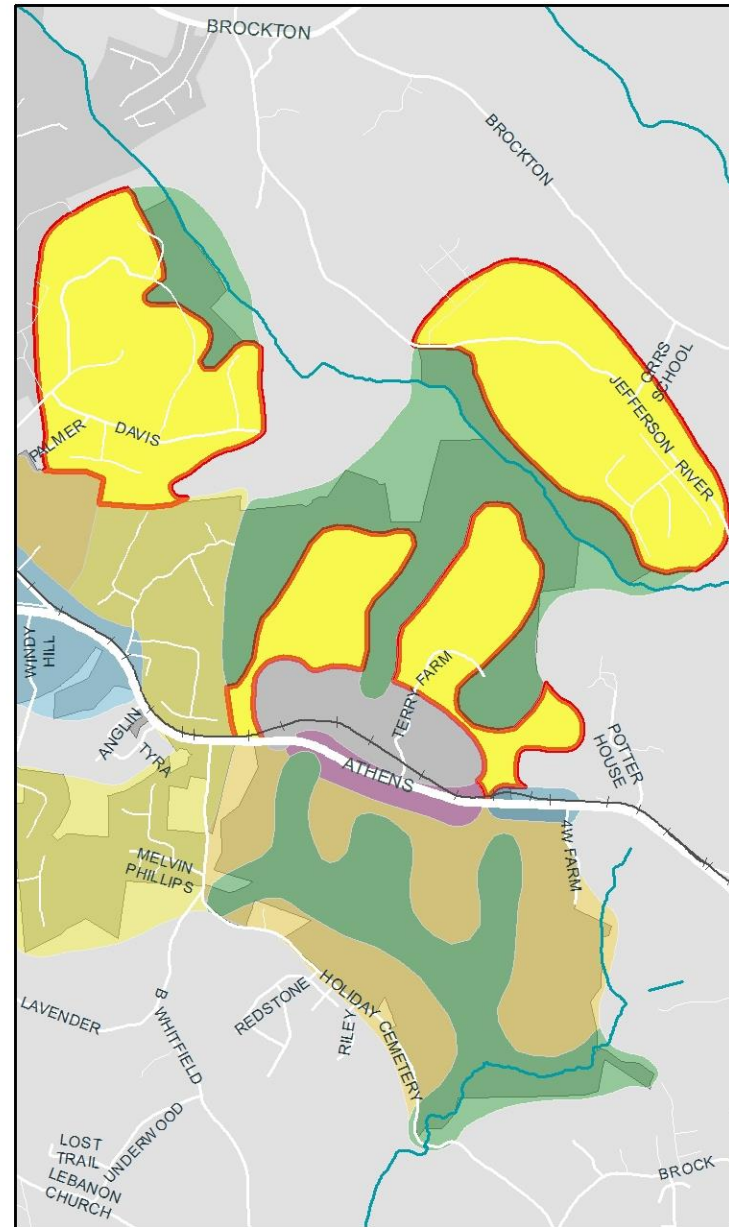 BROCKTON
BROCKTON
ORRS
SCHOOL
JEFFERSON RIVER
PALMER
DAVIS
WINDY
HILL
TERRY FARM
ANGLIN
TYRA
POTTER
HOUSE
ATHENS
4W FARM
MELVIN
PHILLIPS
LAVENDER
B WHITFIELD
REDSTONE
RILEY
HOLIDAY CEMETERY
UNDERWOOD
LOST
TRAIL
LEBANON
CHURCH
BROCK